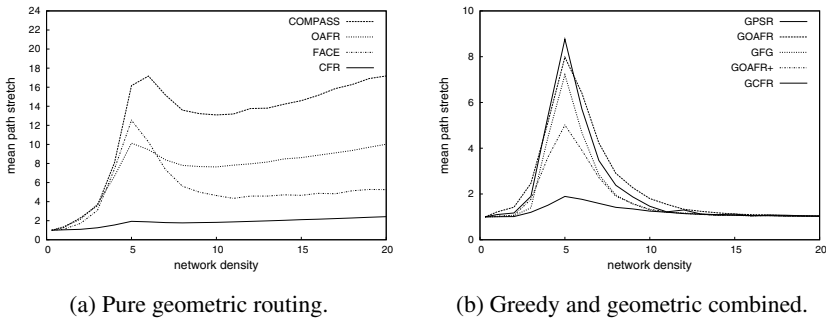 24
22
20
18
16
14
12
10
8
6
4
2
0
mean path stretch
0 5 10 15 20
network density
COMPASS
OAFR
FACE
CFR
(a) Pure geometric routing.
10
8
6
4
2
0
mean path stretch
0 5 10 15 20
network density
GPSR
GOAFR
GFG
GOAFR+
GCFR
(b) Greedy and geometric combined.